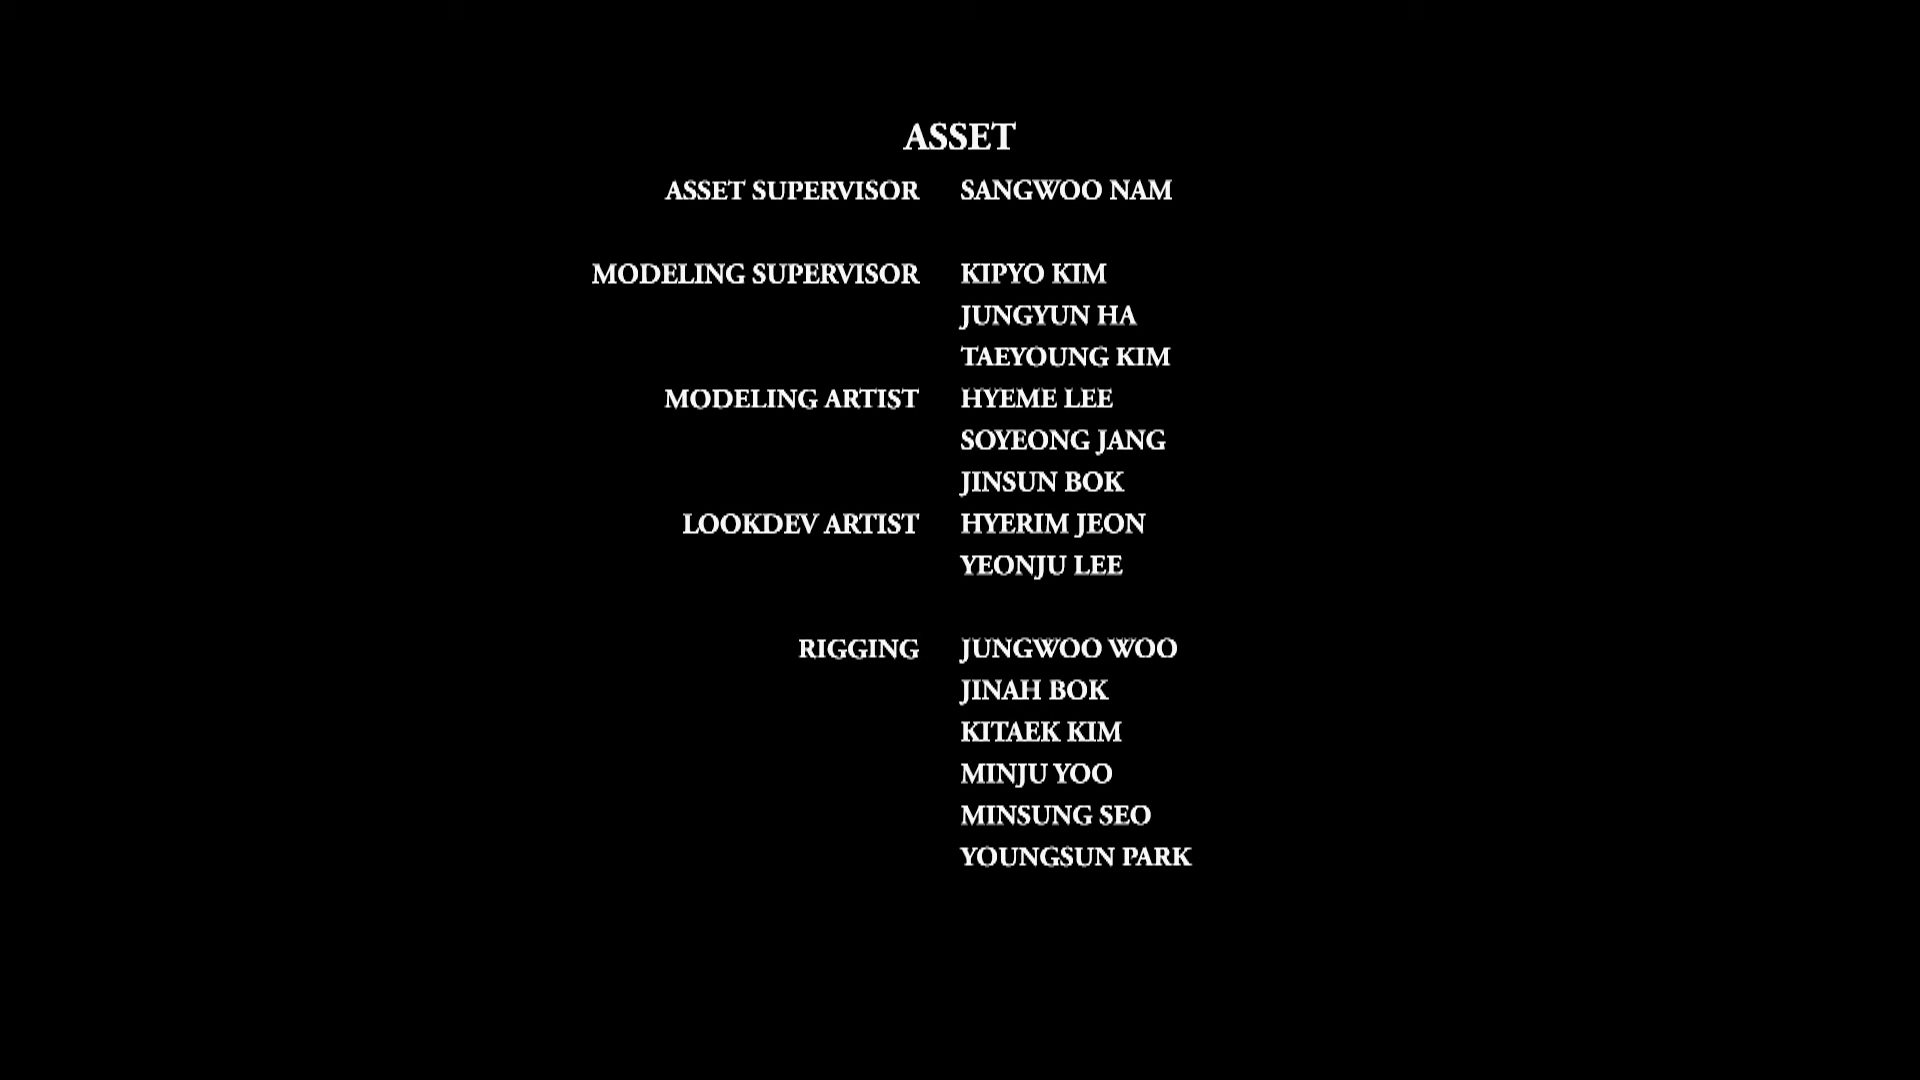 ASSET
ASSET SUPERVISOR SANGWOO NAM
MODELING SUPERVISOR KIPYO KIM
JUNGYUN HA
TAEYOUNG KIM
MODELING ARTIST HYEME LEE
SOYEONG JANG
JINSUN BOK
LOOKDEV ARTIST HYERIM JEON
YEONJU LEE
RIGGING JUNGWOO WOO
JINAH BOK
KITAEK KIM
MINJU YOO
MINSUNG SEO
YOUNGSUN PARK